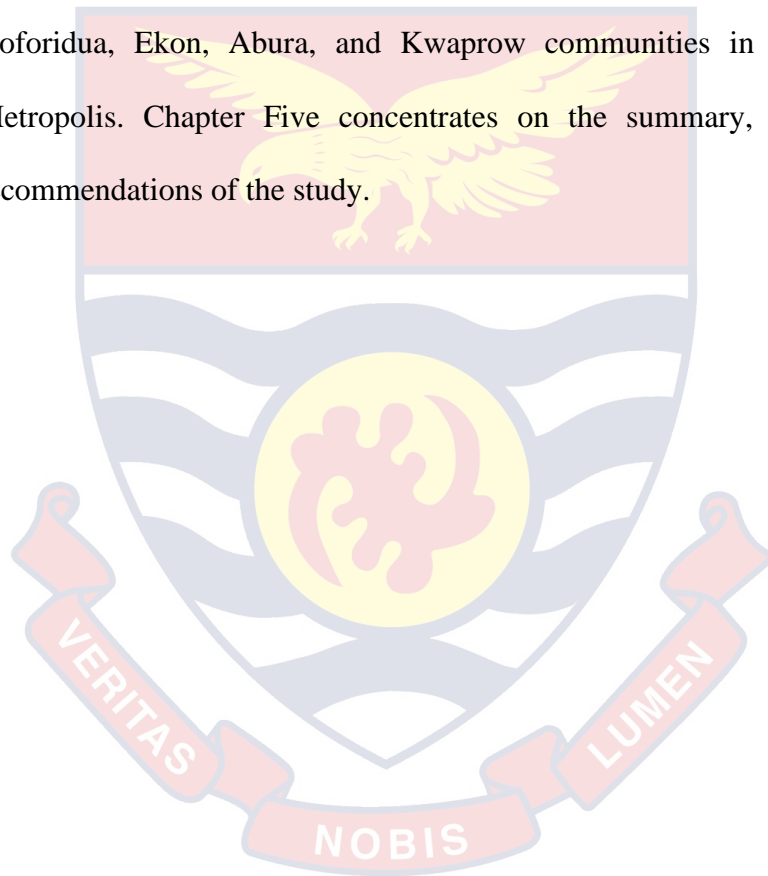 oforidua, Ekon, Abura, and Kwaprow communities in
Metropolis. Chapter Five concentrates on the summary,
commendations of the study.
VERITAS
NOBIS
LUMEN